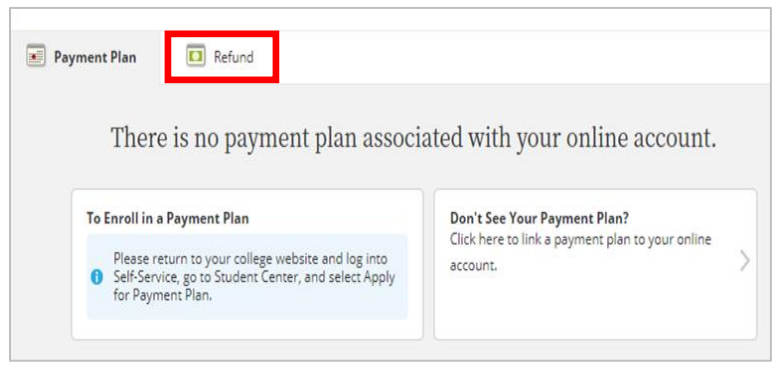 Payment Plan
Refund
There is no payment plan associated with your online account.
To Enroll in a Payment Plan
Please return to your college website and log into
Self-Service, go to Student Center, and select Apply
for Payment Plan.
Don't See Your Payment Plan?
Click here to link a payment plan to your online
account.